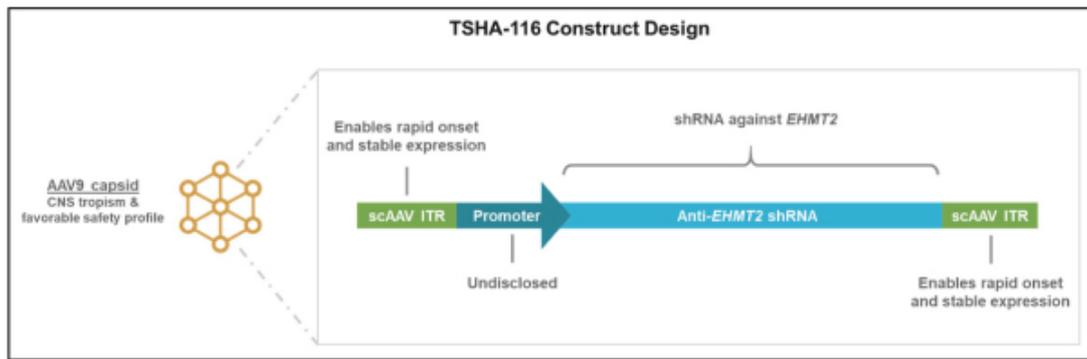 TSHA-116 Construct Design
AAV9 capsid
CNS tropism &
favorable safety profile
Enables rapid onset
and stable expression
shRNA against EHMT2
scAAV ITR
Promoter
Anti-EHMT2 shRNA
scAAV ITR
Undisclosed
Enables rapid onset
and stable expression